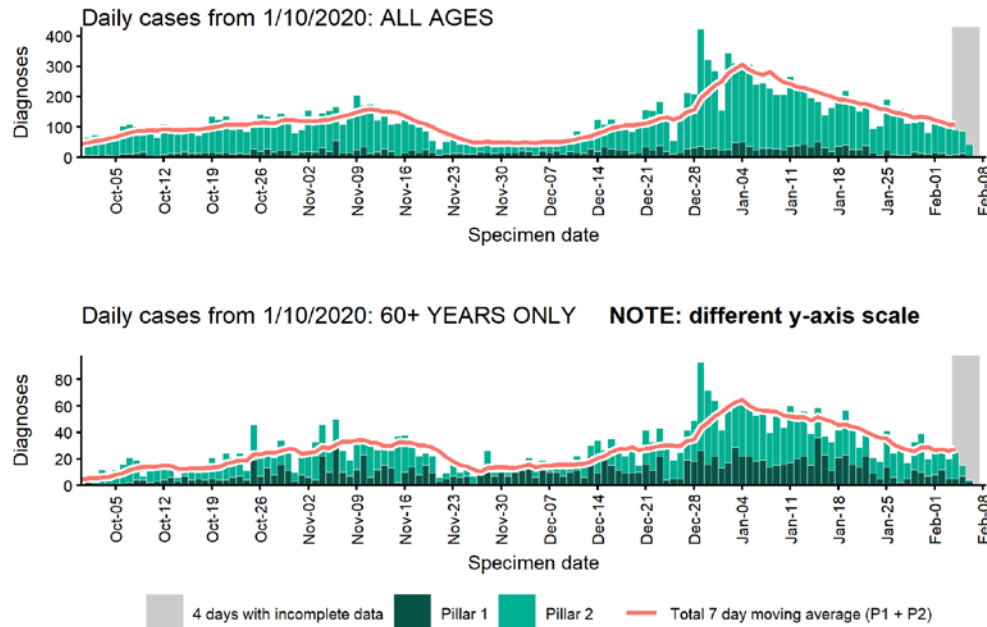 Daily cases from 1/10/2020: ALL AGES
400
300
200
100
0
Diagnoses
Oct-05
Oct-12
Oct-19
Oct-26
Nov-02
Nov-09
Nov-16
Nov-23
Nov-30
Dec-07
Dec-14
Dec-21
Dec-28
Jan-04
Jan-11
Jan-18
Jan-25
Feb-01
Feb-08
Specimen date
Daily cases from 1/10/2020: 60+ YEARS ONLY NOTE: different y-axis scale
80
60
40
20
0
Diagnoses
Oct-05
Oct-12
Oct-19
Oct-26
Nov-02
Nov-09
Nov-16
Nov-23
Nov-30
Dec-07
Dec-14
Dec-21
Dec-28
Jan-04
Jan-11
Jan-18
Jan-25
Feb-01
Feb-08
Specimen date
4 days with incomplete data Pillar 1 Pillar 2 Total 7 day moving average (P1 + P2)